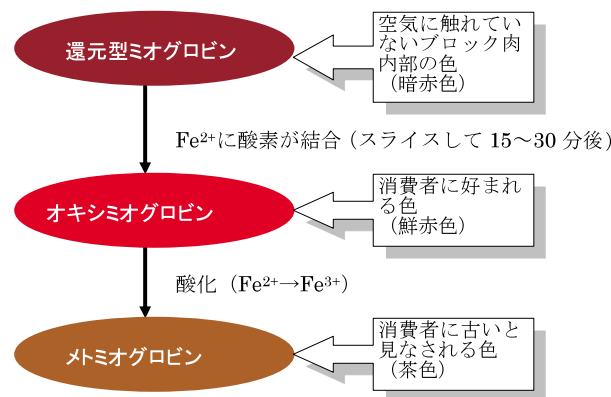 還元型ミオグロビン
空気に触れてい
ないブロック肉
内部の色
（暗赤色）
Fe²⁺に酸素が結合（スライスして 15～30 分後）
オキシミオグロビン
消費者に好まれ
る色
（鮮赤色）
酸化（Fe²⁺→Fe³⁺）
メトミオグロビン
消費者に古いと
見なされる色
（茶色）